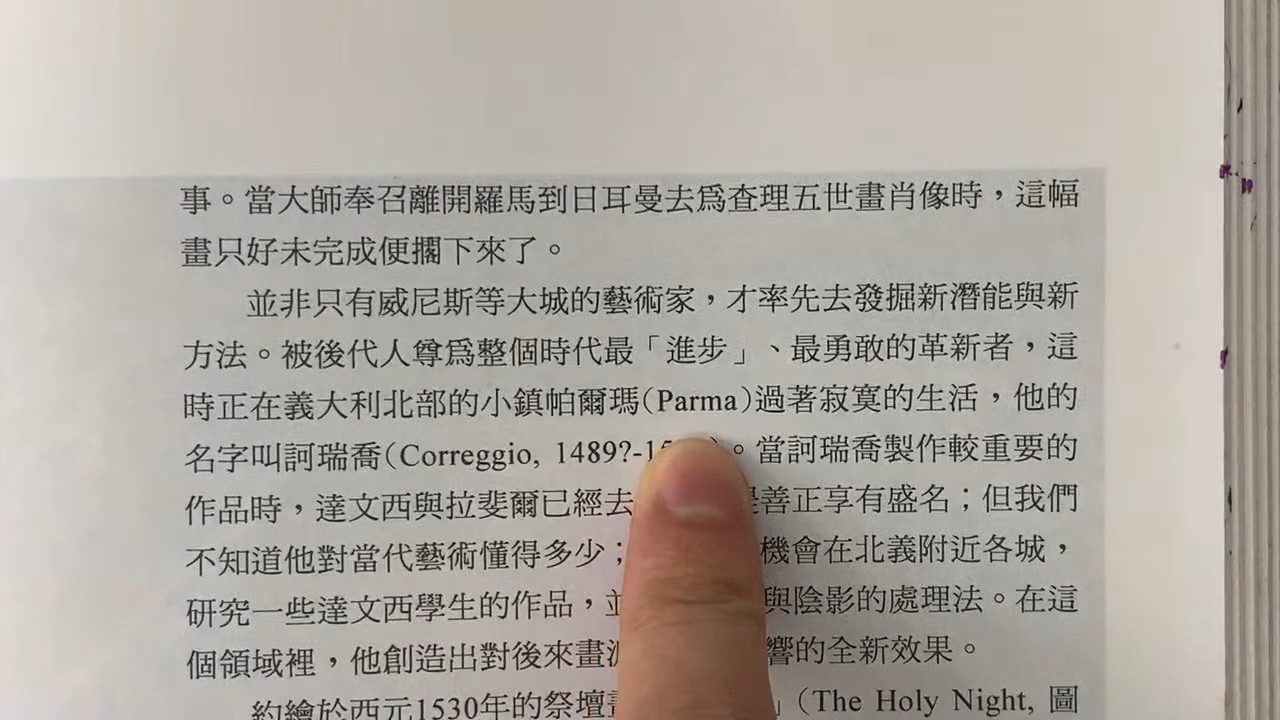 事。當大師奉召離開羅馬到日耳曼去爲查理五世畫肖像時，這幅
畫只好未完成便擱下來了。
並非只有威尼斯等大城的藝術家，才率先去發掘新潛能與新
方法。被後代人尊爲整個時代最「進步」、最勇敢的革新者，這
時正在義大利北部的小鎮帕爾瑪(Parma)過著寂寞的生活，他的
名字叫訶瑞喬(Correggio, 1489?-15)。當訶瑞喬製作較重要的
作品時，達文西與拉斐爾已經去善正享有盛名；但我們
不知道他對當代藝術懂得多少；機會在北義附近各城，
研究一些達文西學生的作品，與陰影的處理法。在這
個領域裡，他創造出對後來畫響的全新效果。
約繪於西元1530年的祭壇」(The Holy Night, 圖